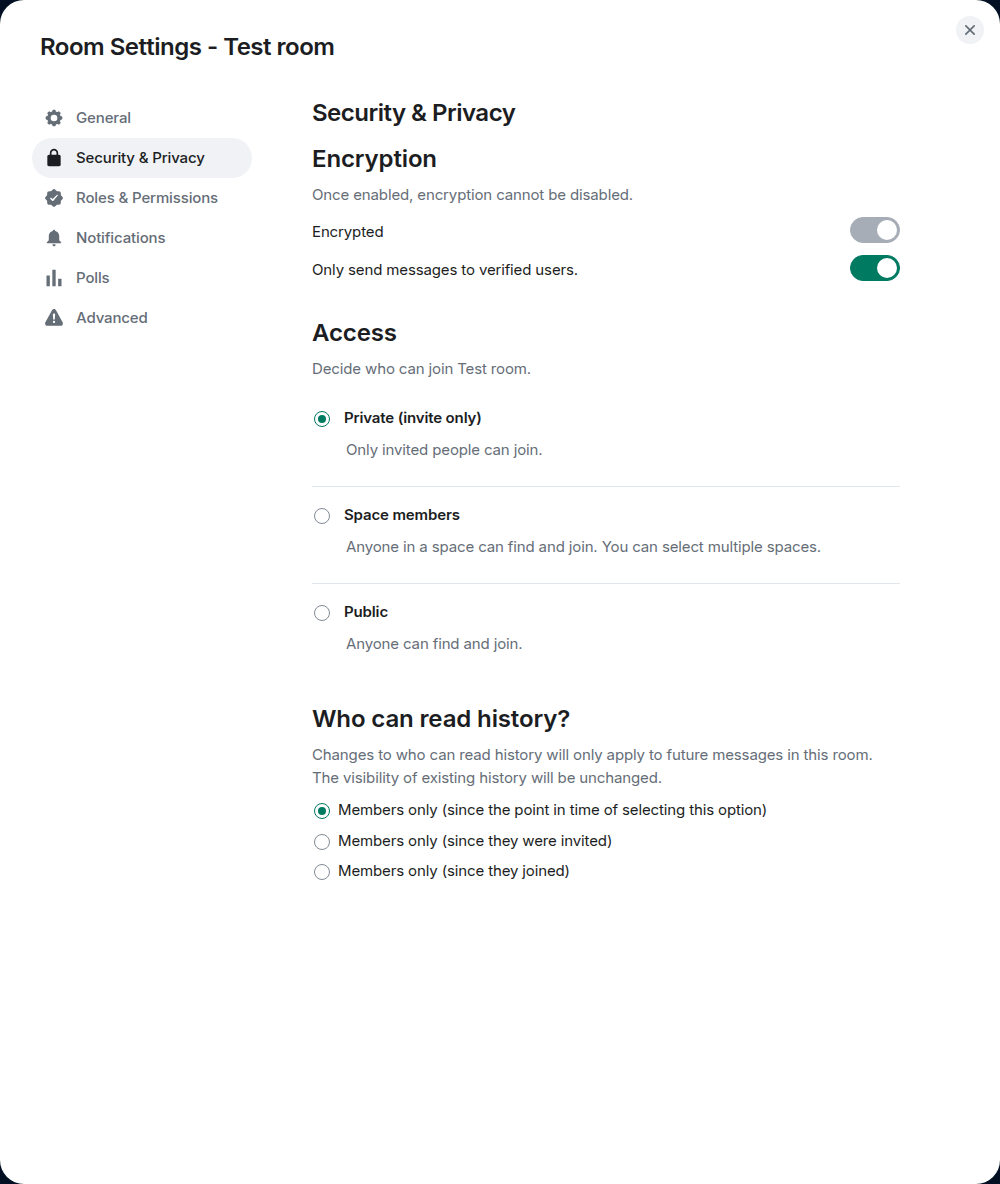 Room Settings - Test room
General
Security & Privacy
Roles & Permissions
Notifications
Polls
Advanced
Security & Privacy
Encryption
Once enabled, encryption cannot be disabled.
Encrypted
Only send messages to verified users.
Access
Decide who can join Test room.
Private (invite only)
Only invited people can join.
Space members
Anyone in a space can find and join. You can select multiple spaces.
Public
Anyone can find and join.
Who can read history?
Changes to who can read history will only apply to future messages in this room.
The visibility of existing history will be unchanged.
Members only (since the point in time of selecting this option)
Members only (since they were invited)
Members only (since they joined)